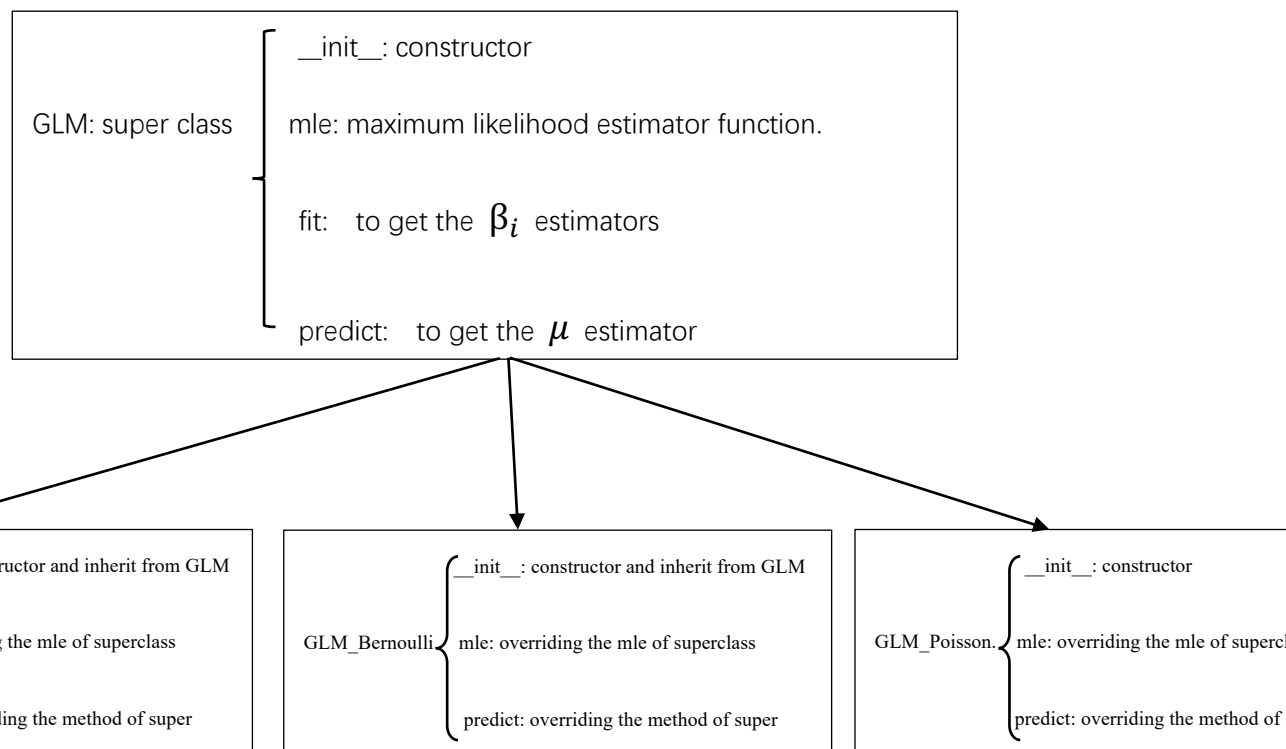 __init__: constructor
GLM: super class
mle: maximum likelihood estimator function.
fit: to get the βi estimators
predict: to get the μ estimator
and inherit from GLM
the mle of superclass
the method of super
GLM_Bernoulli
__init__: constructor and inherit from GLM
mle: overriding the mle of superclass
predict: overriding the method of super
GLM_Poisson.
__init__: constructor
mle: overriding the mle of
predict: overriding the method of